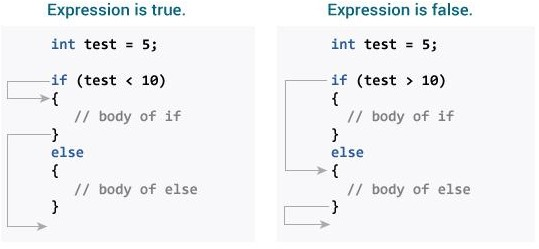 Expression is true.
int test = 5;
if (test < 10)
{
// body of if
}
else
{
// body of else
}
Expression is false.
int test = 5;
if (test > 10)
{
// body of if
}
else
{
// body of else
}